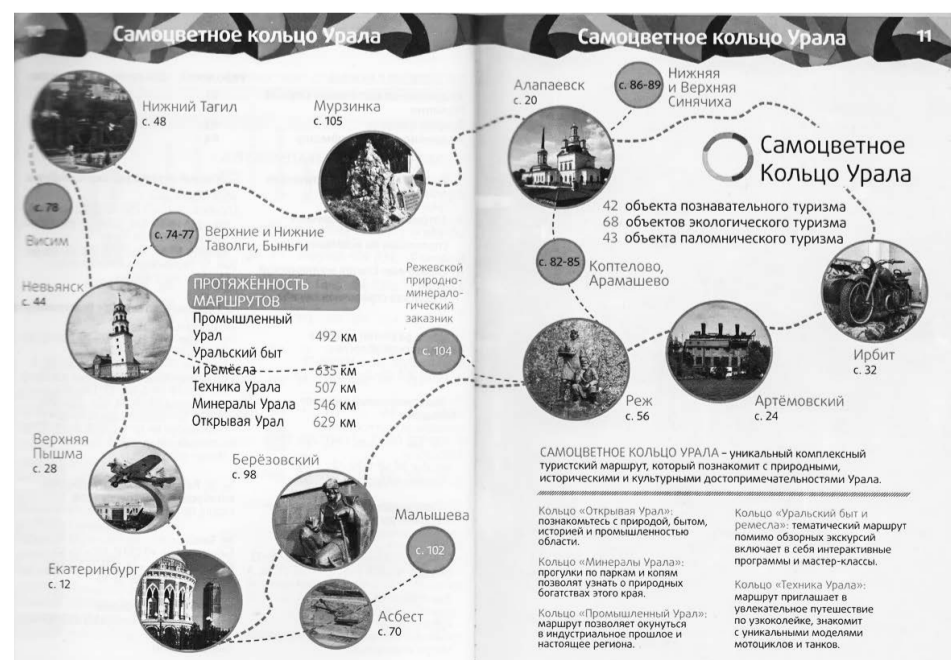 Самоцветное кольцо Урала
Нижний Тагил
с. 48
Мурзинка
с. 105
с. 78
Висим
с. 74-77
Верхние и Нижние
Таволги, Быньги
Невьянск
с. 44
ПРОТЯЖЁННОСТЬ
МАРШРУТОВ
Промышленный
Урал 492 км
Уральский быт
и ремёсла 635 км
Техника Урала 507 км
Минералы Урала 546 км
Открывая Урал 629 км
Режевской
природно-
минерало-
гический
заказник
с. 104
Верхняя
Пышма
с. 28
Берёзовский
с. 98
Малышева
с. 102
Екатеринбург
с. 12
Асбест
с. 70
Самоцветное кольцо Урала 11
Алапаевск
с. 20
с. 86-89
Нижняя
и Верхняя
Синячиха
Самоцветное
Кольцо Урала
42 объекта познавательного туризма
68 объектов экологического туризма
43 объекта паломнического туризма
с. 82-85
Коптелово,
Арамашево
Ирбит
с. 32
Реж
с. 56
Артёмовский
с. 24
САМОЦВЕТНОЕ КОЛЬЦО УРАЛА – уникальный комплексный
туристский маршрут, который познакомит с природными,
историческими и культурными достопримечательностями Урала.
Кольцо «Открывая Урал»:
познакомьтесь с природой, бытом,
историей и промышленностью
области.
Кольцо «Минералы Урала»:
прогулки по паркам и копям
позволят узнать о природных
богатствах этого края.
Кольцо «Промышленный Урал»:
маршрут позволяет окунуться
в индустриальное прошлое и
настоящее региона.
Кольцо «Уральский быт и
ремесла»: тематический маршрут
помимо обзорных экскурсий
включает в себя интерактивные
программы и мастер-классы.
Кольцо «Техника Урала»:
маршрут приглашает в
увлекательное путешествие
по узкоколейке, знакомит
с уникальными моделями
мотоциклов и танков.